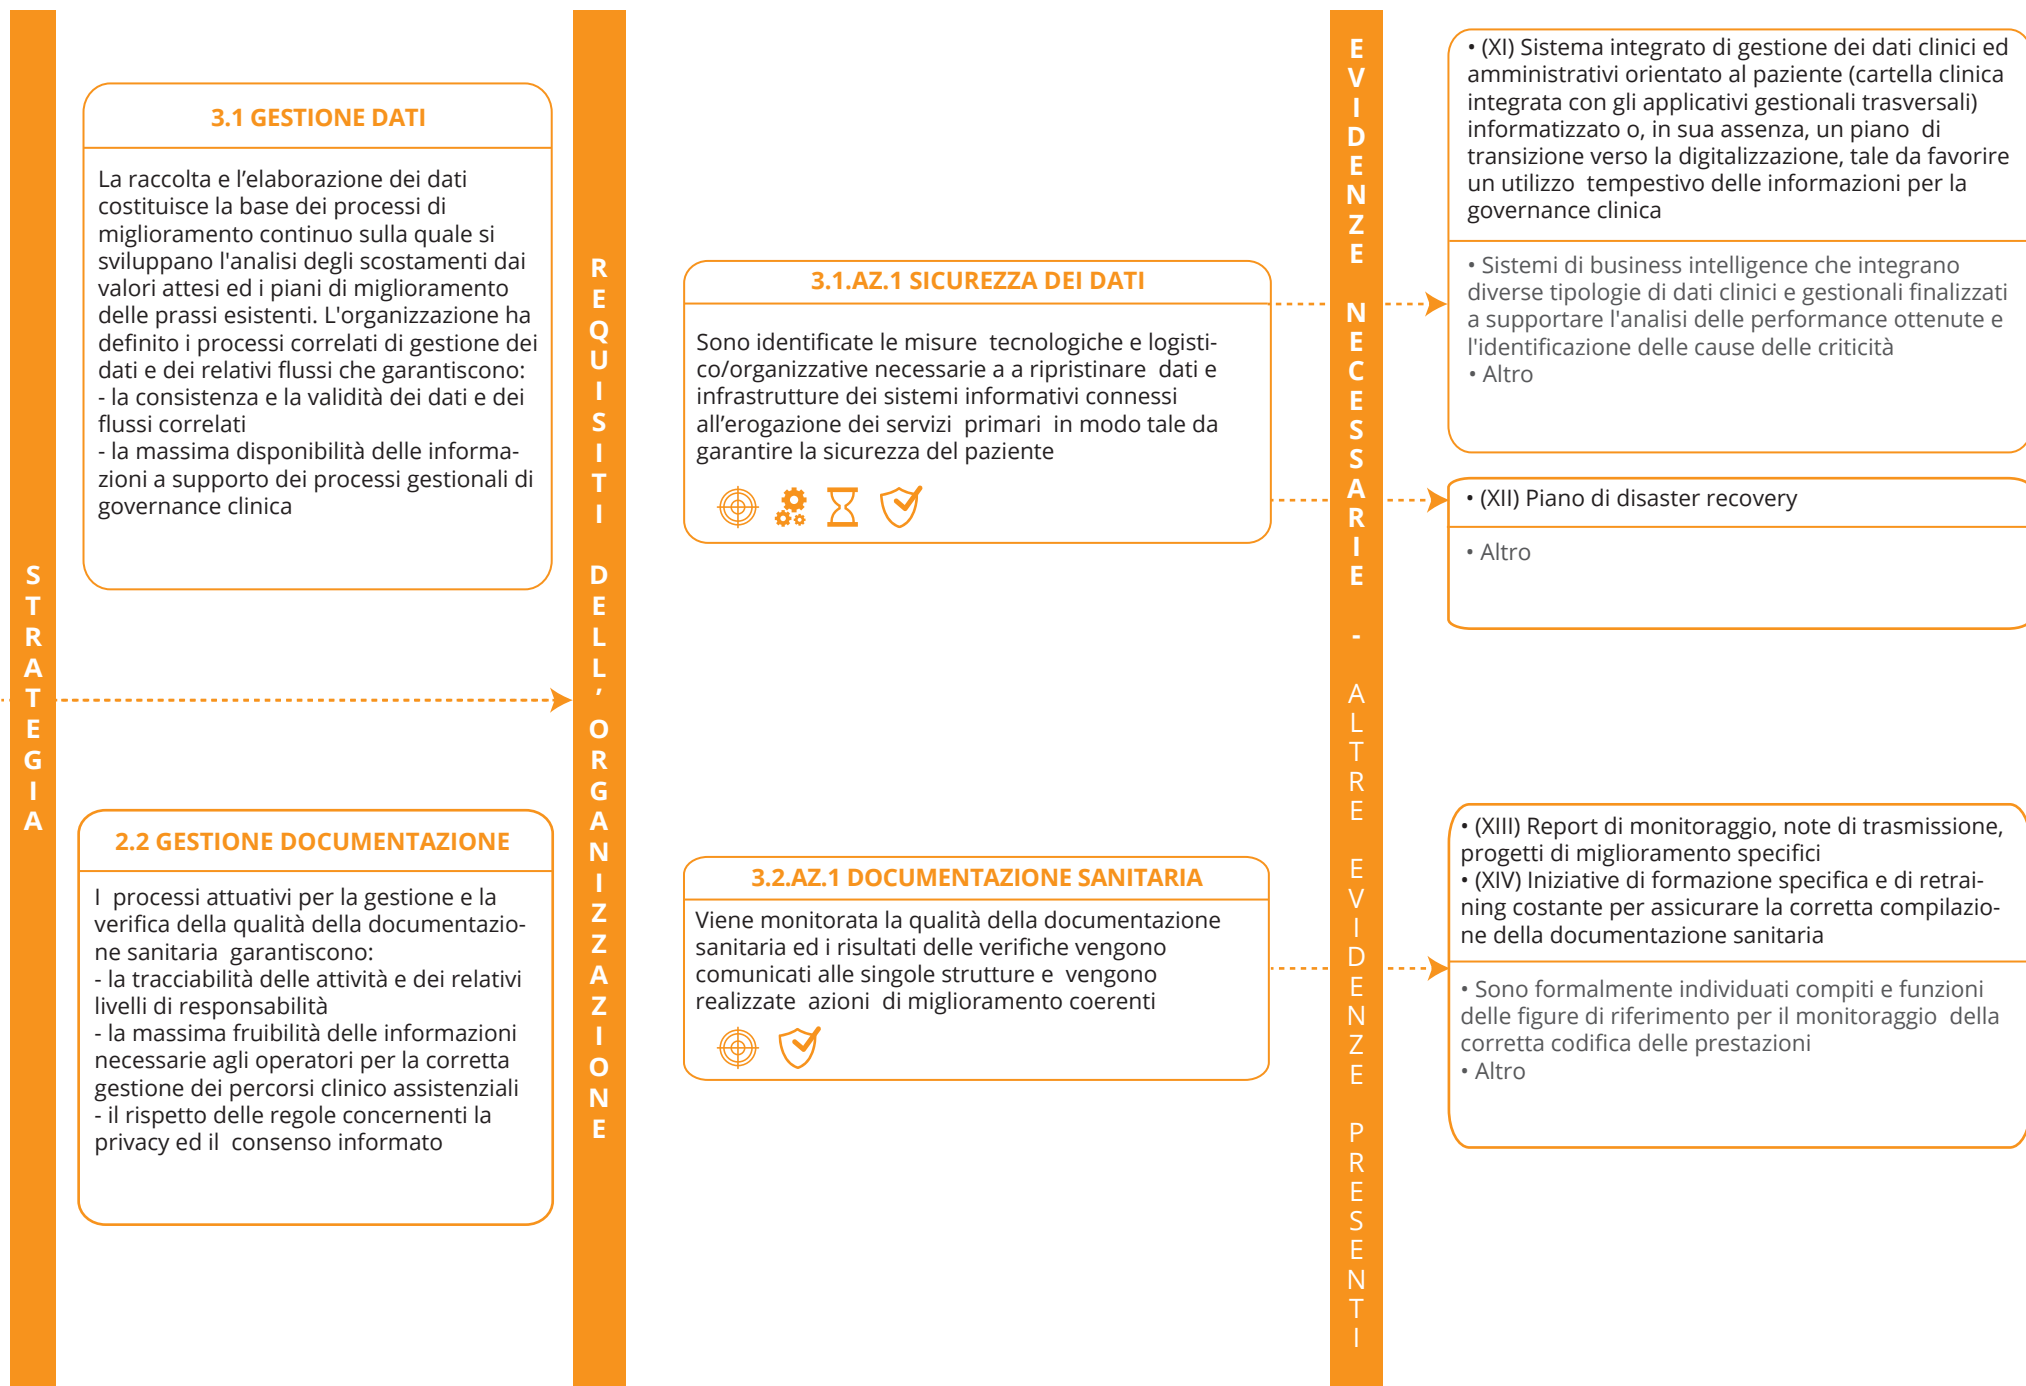 STRATEGIA
3.1 GESTIONE DATI
La raccolta e l’elaborazione dei dati
costituisce la base dei processi di
miglioramento continuo sulla quale si
sviluppano l'analisi degli scostamenti dai
valori attesi ed i piani di miglioramento
delle prassi esistenti. L'organizzazione ha
definito i processi correlati di gestione dei
dati e dei relativi flussi che garantiscono:
- la consistenza e la validità dei dati e dei
flussi correlati
- la massima disponibilità delle informa-
zioni a supporto dei processi gestionali di
governance clinica
2.2 GESTIONE DOCUMENTAZIONE
I processi attuativi per la gestione e la
verifica della qualità della documentazio-
ne sanitaria garantiscono:
- la tracciabilità delle attività e dei relativi
livelli di responsabilità
- la massima fruibilità delle informazioni
necessarie agli operatori per la corretta
gestione dei percorsi clinico assistenziali
- il rispetto delle regole concernenti la
privacy ed il consenso informato
REQUISITI DELL’ORGANIZZAZIONE
3.1.AZ.1 SICUREZZA DEI DATI
Sono identificate le misure tecnologiche e logisti-
co/organizzative necessarie a a ripristinare dati e
infrastrutture dei sistemi informativi connessi
all’erogazione dei servizi primari in modo tale da
garantire la sicurezza del paziente
3.2.AZ.1 DOCUMENTAZIONE SANITARIA
Viene monitorata la qualità della documentazione
sanitaria ed i risultati delle verifiche vengono
comunicati alle singole strutture e vengono
realizzate azioni di miglioramento coerenti
EVIDENZE NECESSARIE - ALTRE EVIDENZE PRESENTI
• (XI) Sistema integrato di gestione dei dati clinici ed
amministrativi orientato al paziente (cartella clinica
integrata con gli applicativi gestionali trasversali)
informatizzato o, in sua assenza, un piano di
transizione verso la digitalizzazione, tale da favorire
un utilizzo tempestivo delle informazioni per la
governance clinica
• Sistemi di business intelligence che integrano
diverse tipologie di dati clinici e gestionali finalizzati
a supportare l'analisi delle performance ottenute e
l'identificazione delle cause delle criticità
• Altro
• (XII) Piano di disaster recovery
• Altro
• (XIII) Report di monitoraggio, note di trasmissione,
progetti di miglioramento specifici
• (XIV) Iniziative di formazione specifica e di retrai-
ning costante per assicurare la corretta compilazio-
ne della documentazione sanitaria
• Sono formalmente individuati compiti e funzioni
delle figure di riferimento per il monitoraggio della
corretta codifica delle prestazioni
• Altro